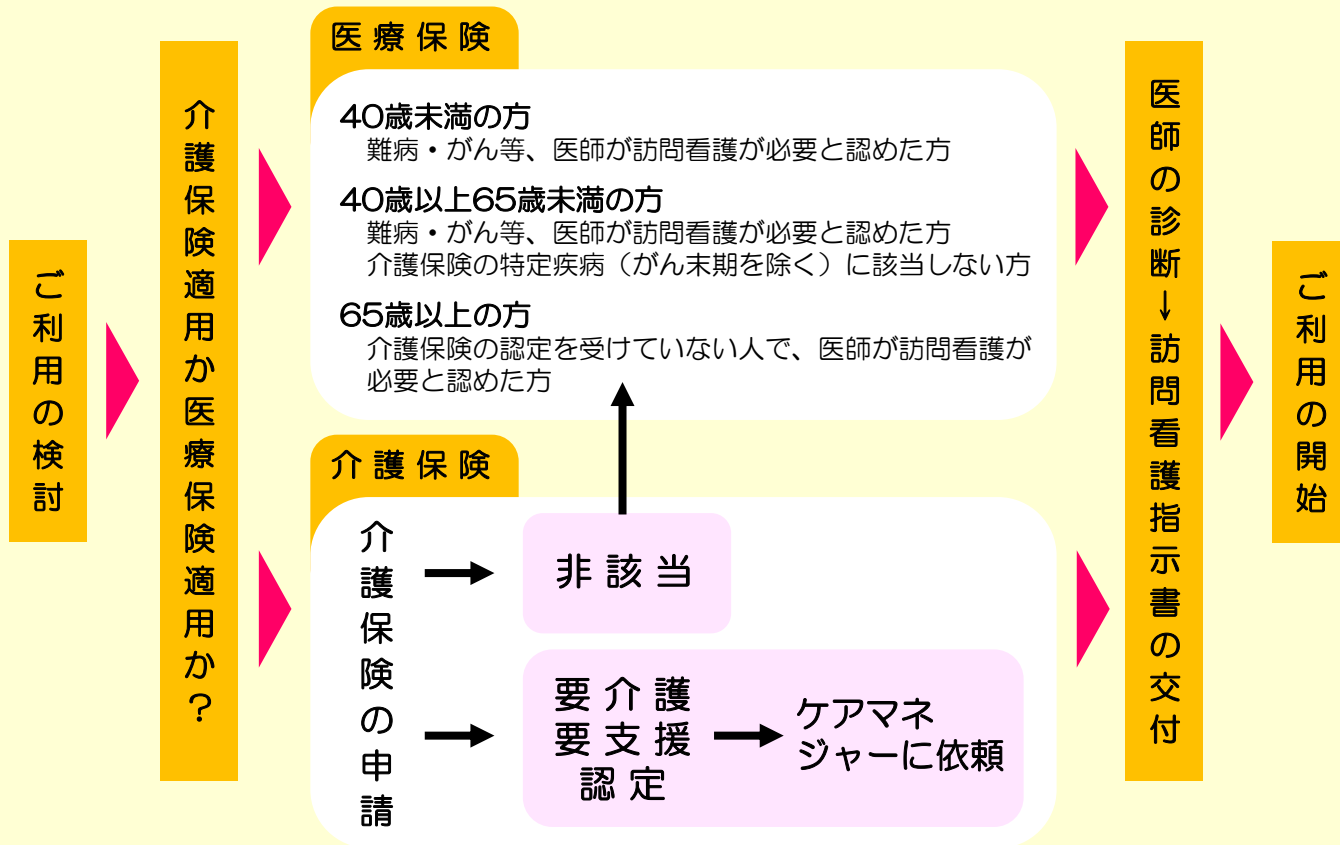 ご利用の検討
介護保険適用か医療保険適用か？
医療保険
40歳未満の方
難病・がん等、医師が訪問看護が必要と認めた方
40歳以上65歳未満の方
難病・がん等、医師が訪問看護が必要と認めた方
介護保険の特定疾病（がん末期を除く）に該当しない方
65歳以上の方
介護保険の認定を受けていない人で、医師が訪問看護が
必要と認めた方
介護保険
介護保険の申請
非該当
要介護
要支援
認定
ケアマネ
ジャーに依頼
医師の診断→訪問看護指示書の交付
ご利用の開始